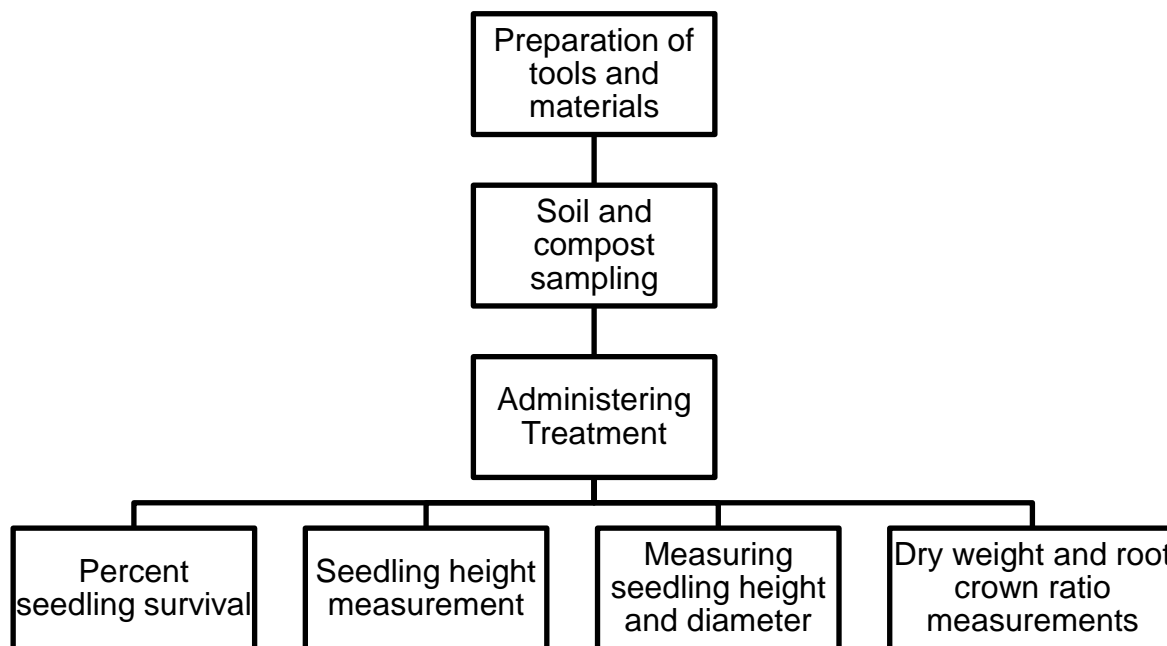 Preparation of
tools and
materials
Soil and
compost
sampling
Administering
Treatment
Percent
seedling survival
Seedling height
measurement
Measuring
seedling height
and diameter
Dry weight and root
crown ratio
measurements